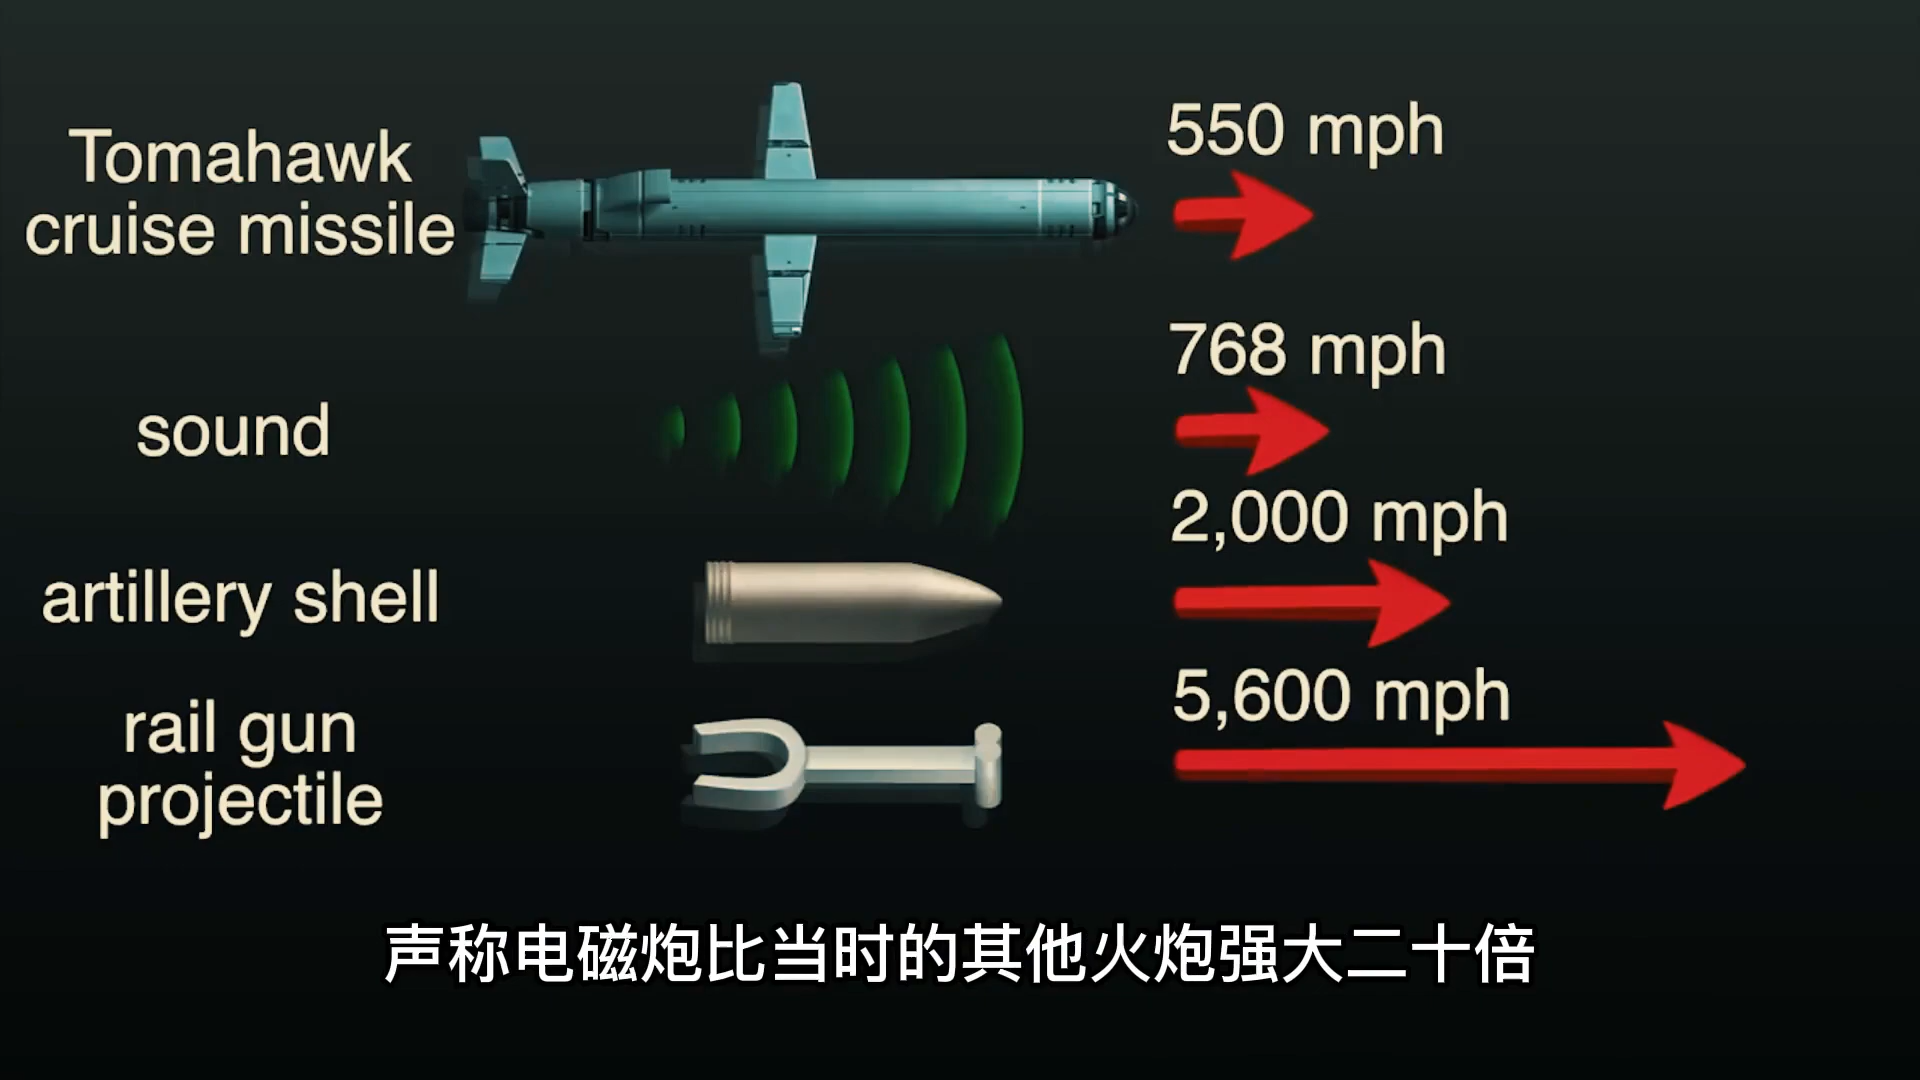 Tomahawk
cruise missile
550 mph
sound
768 mph
artillery shell
2,000 mph
rail gun
projectile
5,600 mph
声称电磁炮比当时的其他火炮强大二十倍